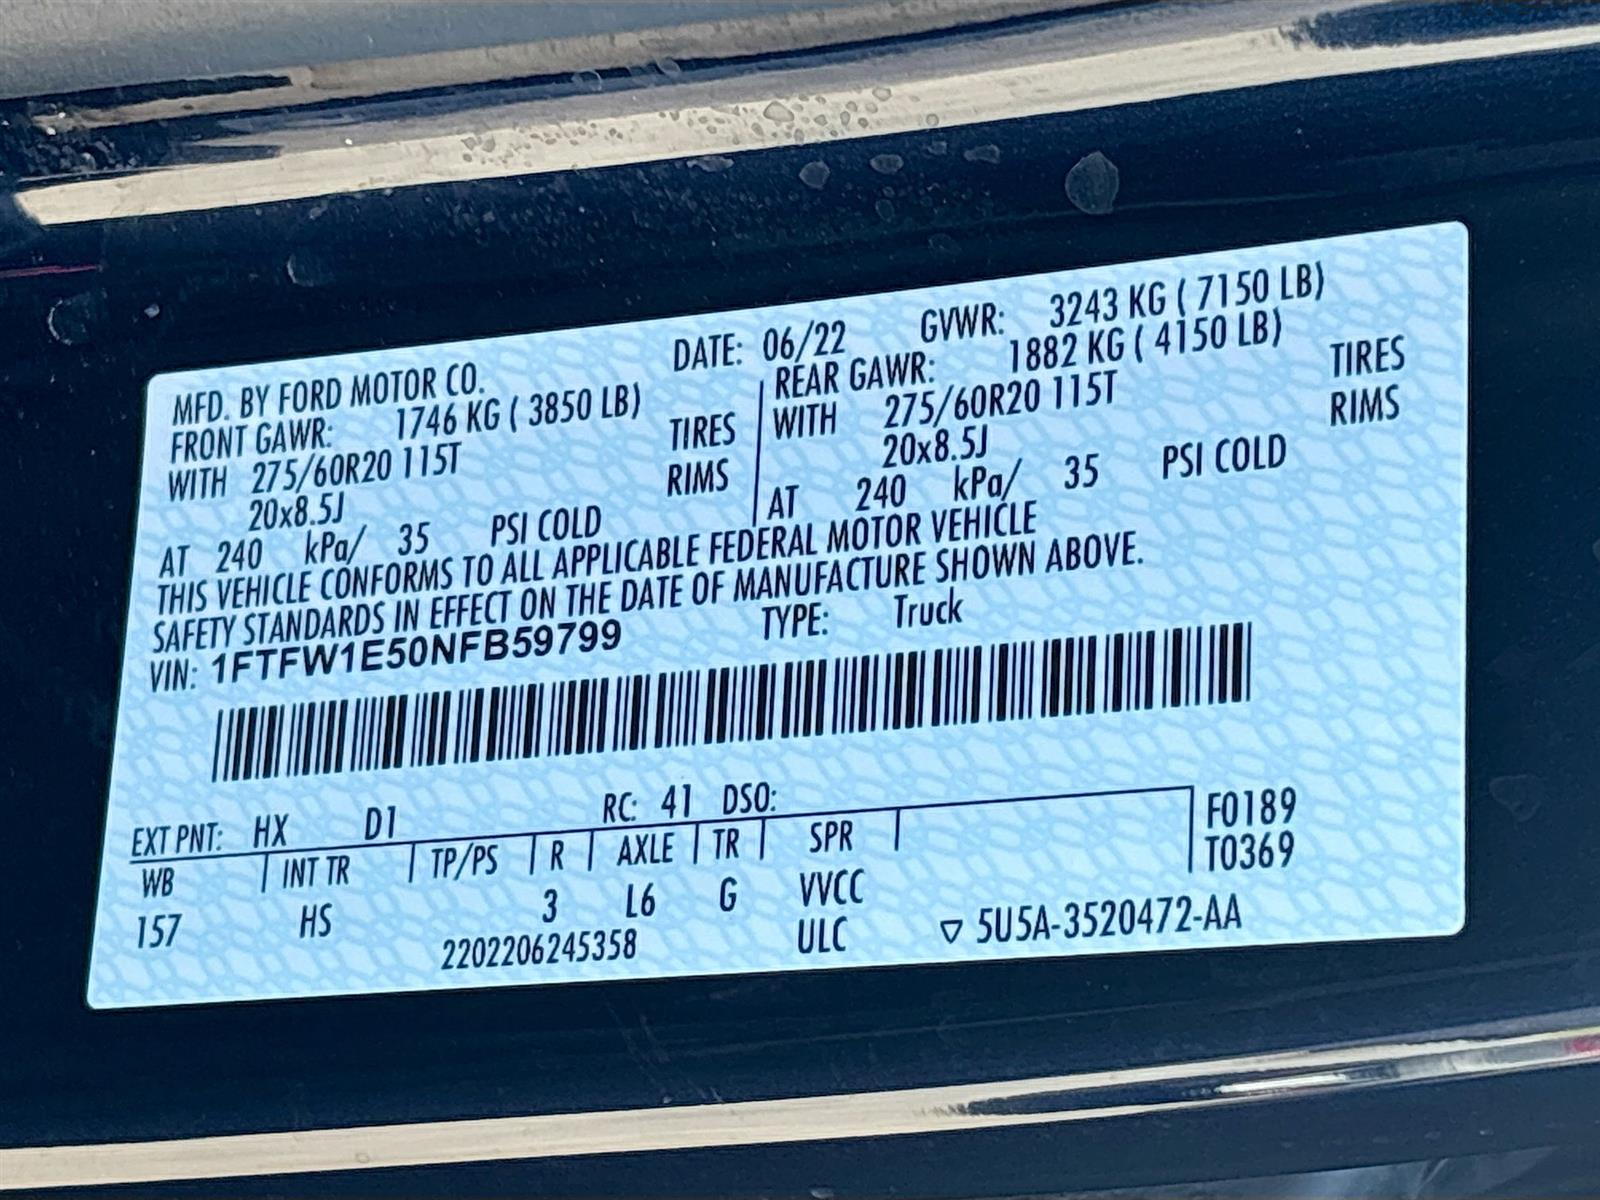 MFD. BY FORD MOTOR CO. DATE: 06/22 GVWR: 3243 KG ( 7150 LB)
FRONT GAWR: 1746 KG ( 3850 LB) REAR GAWR: 1882 KG ( 4150 LB)
WITH 275/60R20 115T TIRES WITH 275/60R20 115T TIRES
20x8.5J RIMS 20x8.5J RIMS
AT 240 kPa/ 35 PSI COLD AT 240 kPa/ 35 PSI COLD
THIS VEHICLE CONFORMS TO ALL APPLICABLE FEDERAL MOTOR VEHICLE
SAFETY STANDARDS IN EFFECT ON THE DATE OF MANUFACTURE SHOWN ABOVE.
VIN: 1FTFW1E50NFB59799 TYPE: Truck
EXT PNT: HX D1 RC: 41 DSO: F0189
WB INT TR TP/PS R AXLE TR SPR T0369
157 HS 3 L6 G VVCC
2202206245358 ULC ▽ 5U5A-3520472-AA